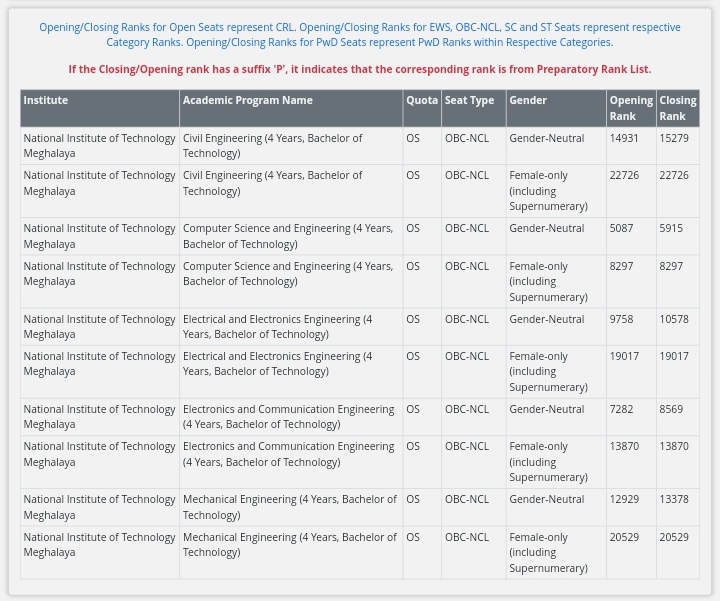 Opening/Closing Ranks for Open Seats represent CRL. Opening/Closing Ranks for EWS, OBC-NCL, SC and ST Seats represent respective
Category Ranks. Opening/Closing Ranks for PwD Seats represent PwD Ranks within Respective Categories.
If the Closing/Opening rank has a suffix 'P', it indicates that the corresponding rank is from Preparatory Rank List.
Institute Academic Program Name Quota Seat Type Gender Opening Closing
Rank Rank
National Institute of Technology Civil Engineering (4 Years, Bachelor of OS OBC-NCL Gender-Neutral 14931 15279
Meghalaya Technology)
National Institute of Technology Civil Engineering (4 Years, Bachelor of OS OBC-NCL Female-only 22726 22726
Meghalaya Technology) (including
Supernumerary)
National Institute of Technology Computer Science and Engineering (4 Years, OS OBC-NCL Gender-Neutral 5087 5915
Meghalaya Bachelor of Technology)
National Institute of Technology Computer Science and Engineering (4 Years, OS OBC-NCL Female-only 8297 8297
Meghalaya Bachelor of Technology) (including
Supernumerary)
National Institute of Technology Electrical and Electronics Engineering (4 OS OBC-NCL Gender-Neutral 9758 10578
Meghalaya Years, Bachelor of Technology)
National Institute of Technology Electrical and Electronics Engineering (4 OS OBC-NCL Female-only 19017 19017
Meghalaya Years, Bachelor of Technology) (including
Supernumerary)
National Institute of Technology Electronics and Communication Engineering OS OBC-NCL Gender-Neutral 7282 8569
Meghalaya (4 Years, Bachelor of Technology)
National Institute of Technology Electronics and Communication Engineering OS OBC-NCL Female-only 13870 13870
Meghalaya (4 Years, Bachelor of Technology) (including
Supernumerary)
National Institute of Technology Mechanical Engineering (4 Years, Bachelor of OS OBC-NCL Gender-Neutral 12929 13378
Meghalaya Technology)
National Institute of Technology Mechanical Engineering (4 Years, Bachelor of OS OBC-NCL Female-only 20529 20529
Meghalaya Technology) (including
Supernumerary)